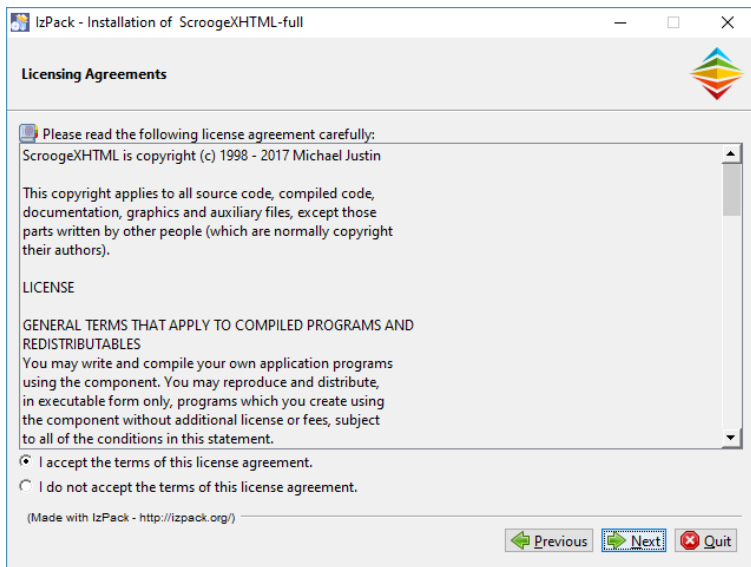 IzPack - Installation of  ScroogeXHTML-full
Licensing Agreements
Please read the following license agreement carefully:
ScroogeXHTML is copyright (c) 1998 - 2017 Michael Justin
This copyright applies to all source code, compiled code,
documentation, graphics and auxiliary files, except those
parts written by other people (which are normally copyright
their authors).
LICENSE
GENERAL TERMS THAT APPLY TO COMPILED PROGRAMS AND
REDISTRIBUTABLES
You may write and compile your own application programs
using the component. You may reproduce and distribute,
in executable form only, programs which you create using
the component without additional license or fees, subject
to all of the conditions in this statement.
I accept the terms of this license agreement.
I do not accept the terms of this license agreement.
(Made with IzPack - http://izpack.org/)
Previous Next Quit